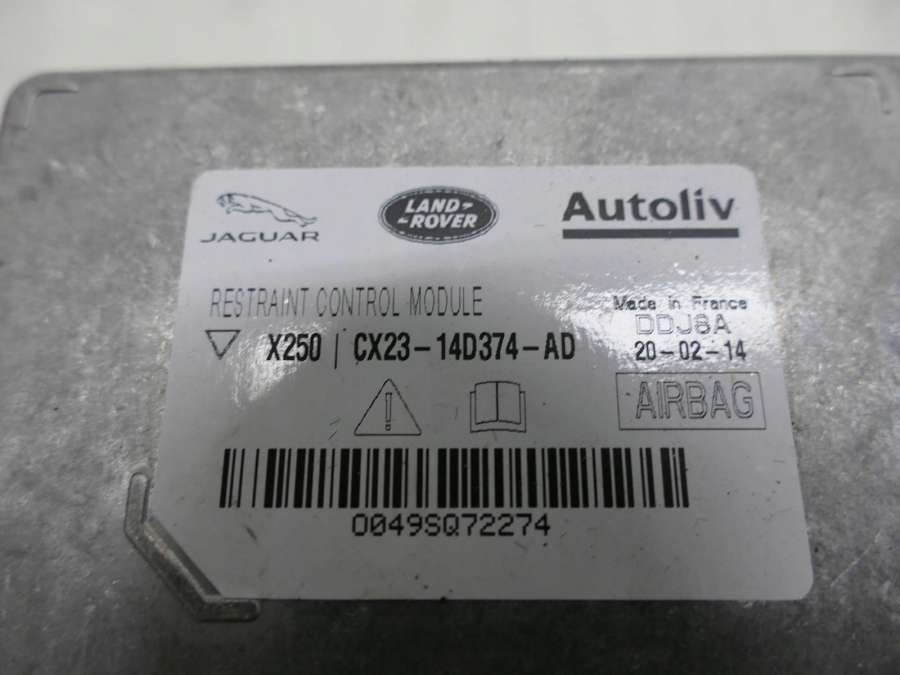 JAGUAR
LAND-
-ROVER
Autoliv
RESTRAINT CONTROL MODULE
Made in France
DDJ8A
X250 | CX23-14D374-AD
20-02-14
AIRBAG
0049SQ72274